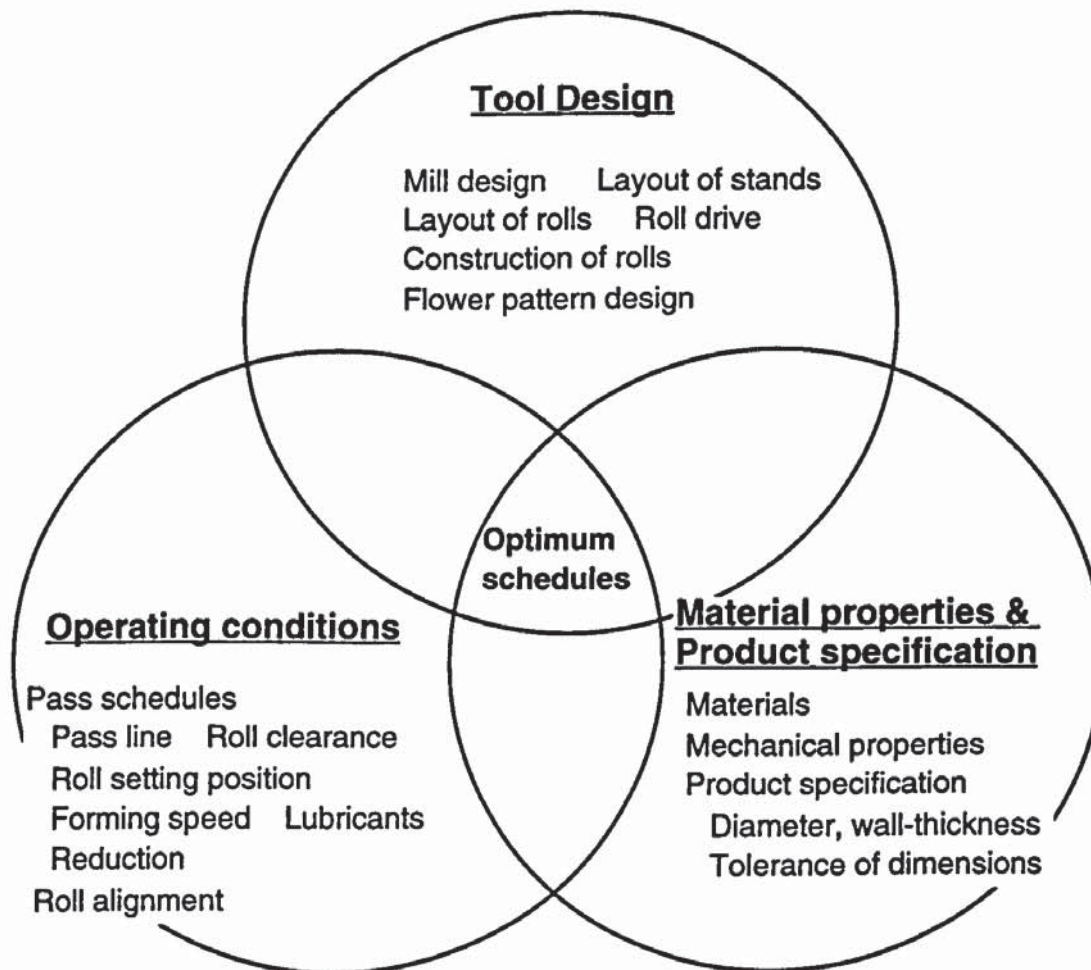 Tool Design
Mill design Layout of stands
Layout of rolls Roll drive
Construction of rolls
Flower pattern design
Optimum
schedules
Operating conditions
Pass schedules
Pass line Roll clearance
Roll setting position
Forming speed Lubricants
Reduction
Roll alignment
Material properties &
Product specification
Materials
Mechanical properties
Product specification
Diameter, wall-thickness
Tolerance of dimensions